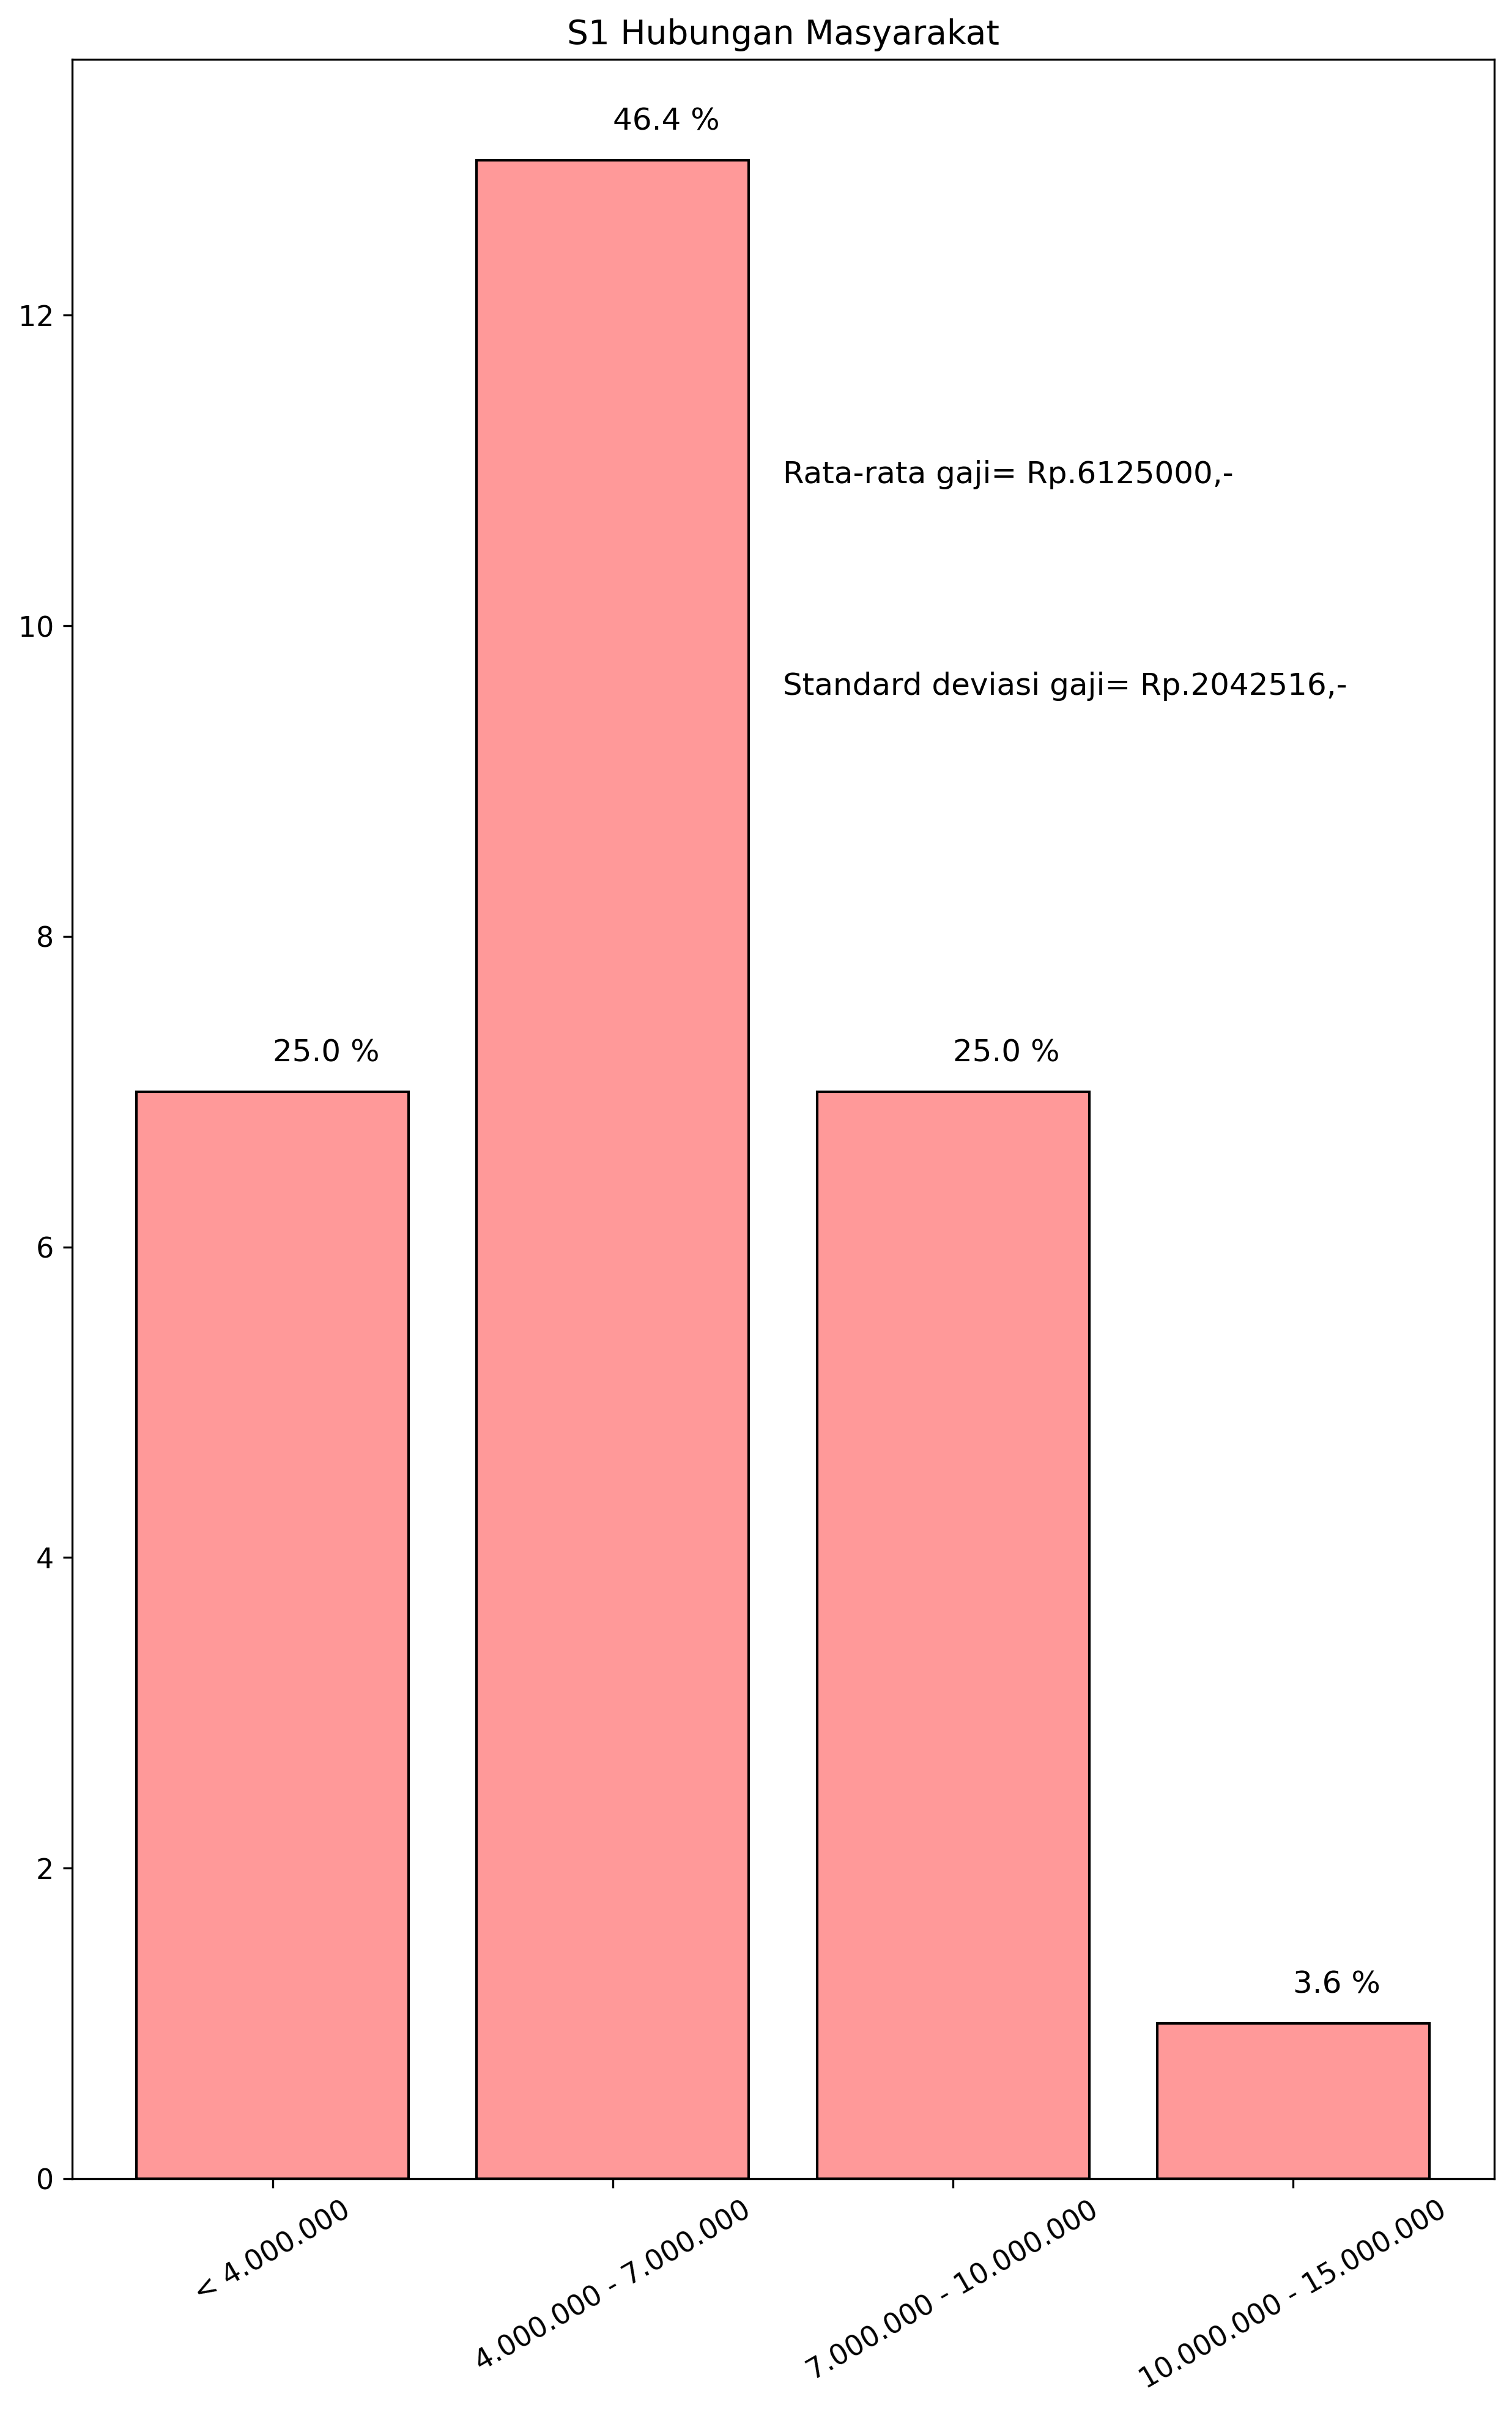 S1 Hubungan Masyarakat
46.4 %
12
Rata-rata gaji= Rp.6125000,-
10
Standard deviasi gaji= Rp.2042516,-
8
25.0 %
25.0 %
6
4
2
3.6 %
0
< 4.000.000
4.000.000 - 7.000.000
7.000.000 - 10.000.000
10.000.000 - 15.000.000